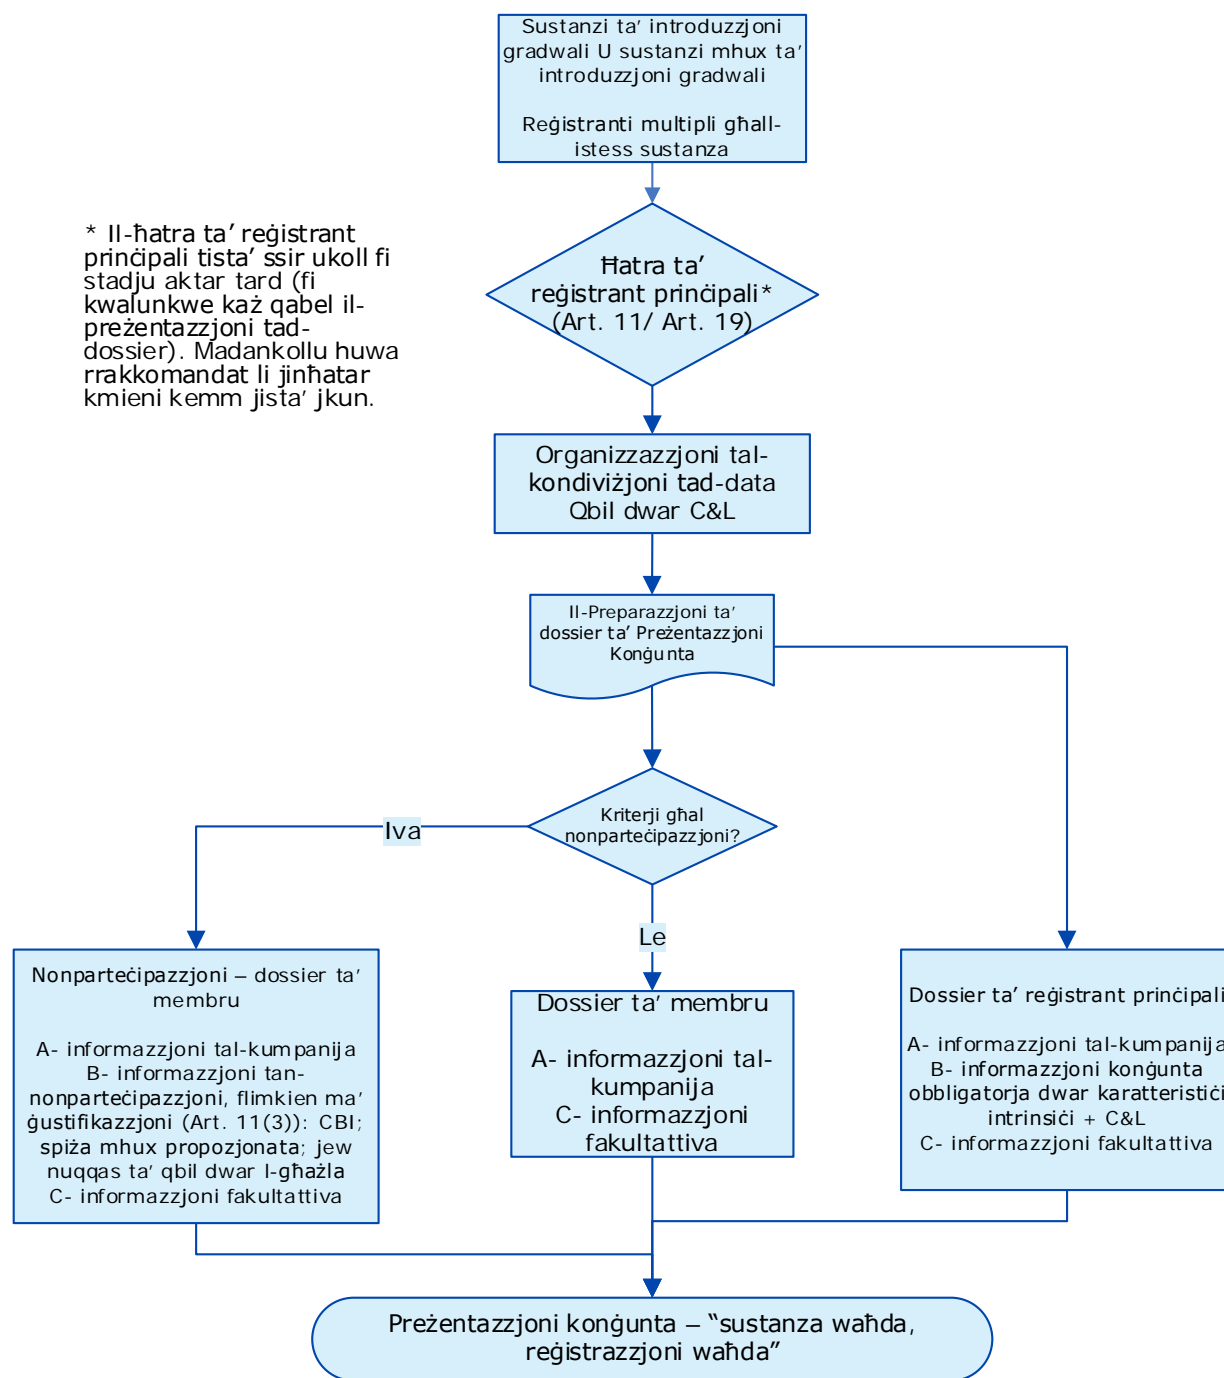 Sustanzi ta’ introduzzjoni
gradwali U sustanzi mhux ta’
introduzzjoni gradwali
Reġistranti multipli għall-
istess sustanza
* Il-ħatra ta’ reġistrant
prinċipali tista’ ssir ukoll fi
stadju aktar tard (fi
kwalunkwe każ qabel il-
preżentazzjoni tad-
dossier). Madankollu huwa
rrakkomandat li jinħatar
kmieni kemm jista’ jkun.
Ħatra ta’
reġistrant prinċipali*
(Art. 11/ Art. 19)
Organizzazzjoni tal-
kondiviżjoni tad-data
Qbil dwar C&L
Il-Preparazzjoni ta’
dossier ta’ Preżentazzjoni
Konġunta
Kriterji għal
nonparteċipazzjoni?
Iva
Le
Nonparteċipazzjoni – dossier ta’
membru
A- informazzjoni tal-kumpanija
B- informazzjoni tan-
nonparteċipazzjoni, flimkien ma’
ġustifikazzjoni (Art. 11(3)): CBI;
spiża mhux propozjonata; jew
nuqqas ta’ qbil dwar l-għażla
C- informazzjoni fakultattiva
Dossier ta’ membru
A- informazzjoni tal-
kumpanija
C- informazzjoni
fakultattiva
Dossier ta’ reġistrant prinċipali
A- informazzjoni tal-kumpanija
B- informazzjoni konġunta
obbligatorja dwar karatteristiċi
intrinsiċi + C&L
C- informazzjoni fakultattiva
Preżentazzjoni konġunta – “sustanza waħda,
reġistrazzjoni waħda”